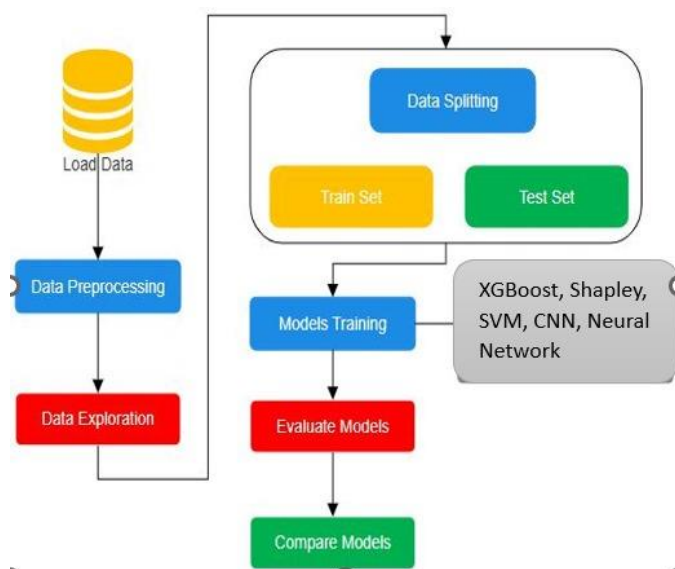 Load Data
Data Preprocessing
Data Exploration
Data Splitting
Train Set
Test Set
Models Training
XGBoost, Shapley,
SVM, CNN, Neural
Network
Evaluate Models
Compare Models